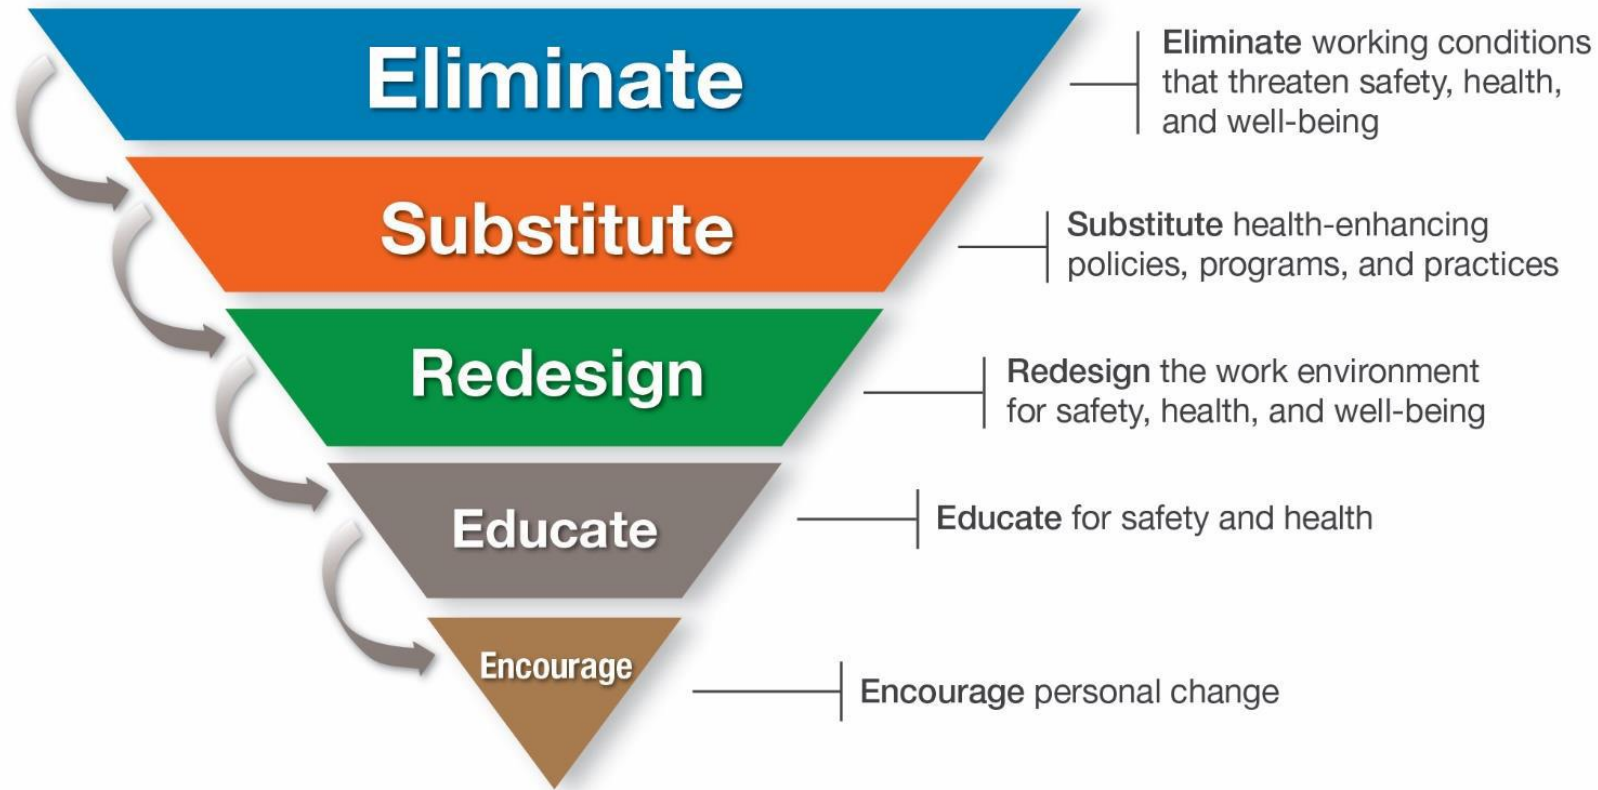 Eliminate
Eliminate working conditions
that threaten safety, health,
and well-being
Substitute
Substitute health-enhancing
policies, programs, and practices
Redesign
Redesign the work environment
for safety, health, and well-being
Educate
Educate for safety and health
Encourage
Encourage personal change